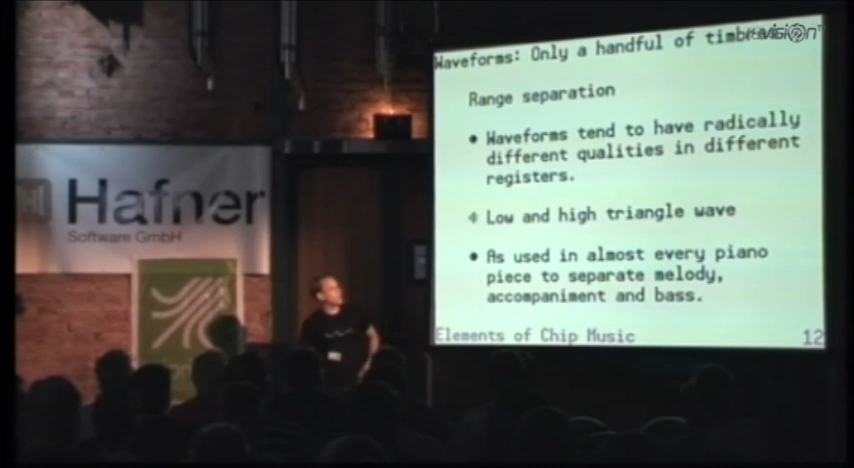 Waveforms: Only a handful of timbres
Range separation
• Waveforms tend to have radically
different qualities in different
registers.
Low and high triangle wave
• As used in almost every piano
piece to separate melody,
accompaniment and bass.
Elements of Chip Music 12
Hafner
Software GmbH